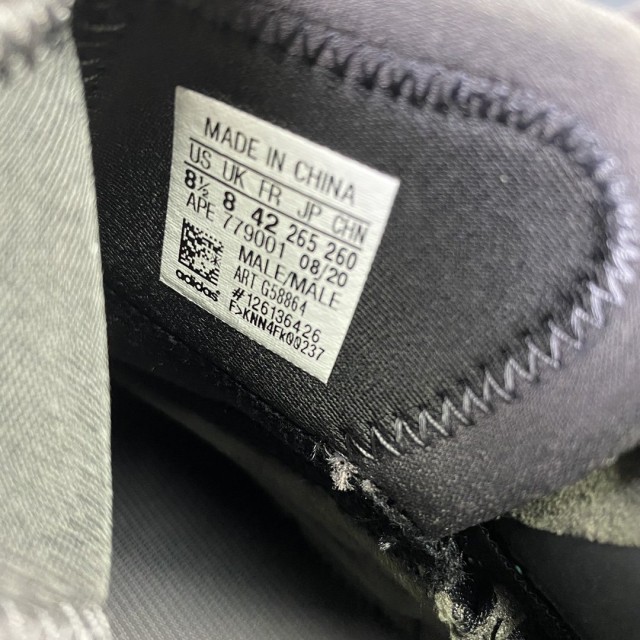 MADE IN CHINA
US UK FR JP CHN
8½ 8 42 265 260
APE 779001 08/20
MALE/MALE
ART G58864
#126136426
adidas